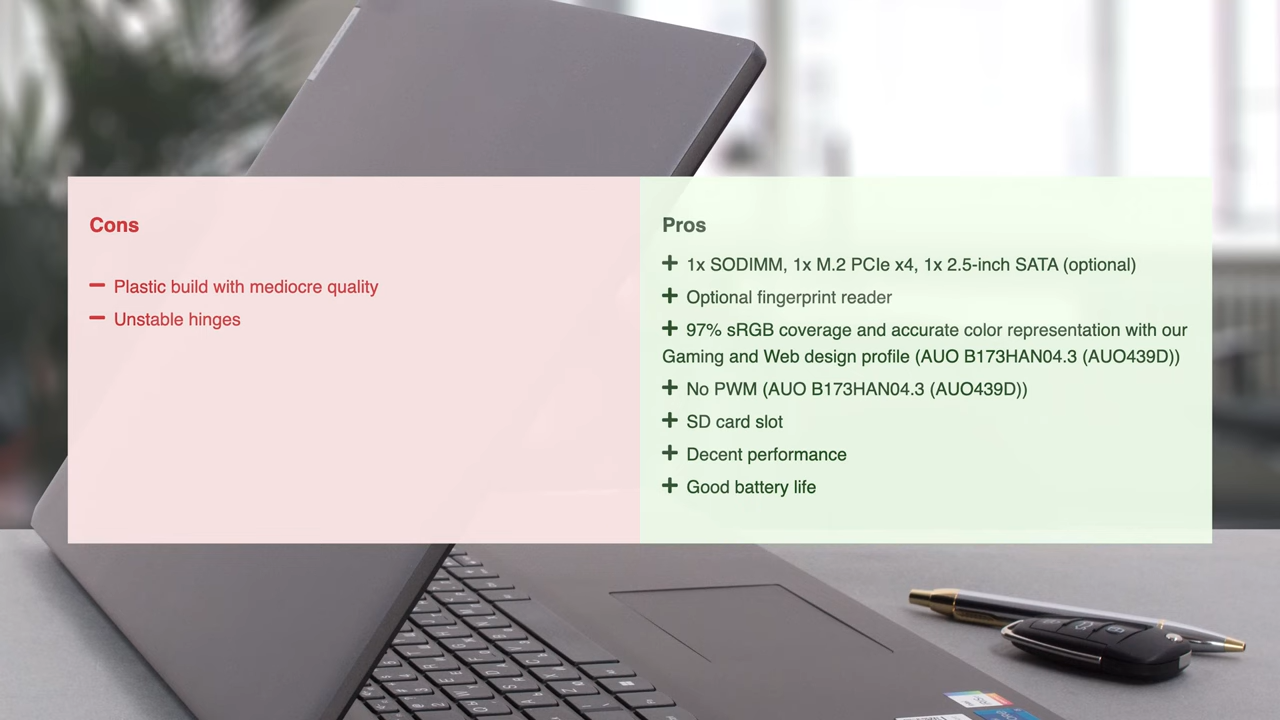 Cons
Plastic build with mediocre quality
Unstable hinges
Pros
1x SODIMM, 1x M.2 PCIe x4, 1x 2.5-inch SATA (optional)
Optional fingerprint reader
97% sRGB coverage and accurate color representation with our
Gaming and Web design profile (AUO B173HAN04.3 (AUO439D))
No PWM (AUO B173HAN04.3 (AUO439D))
SD card slot
Decent performance
Good battery life